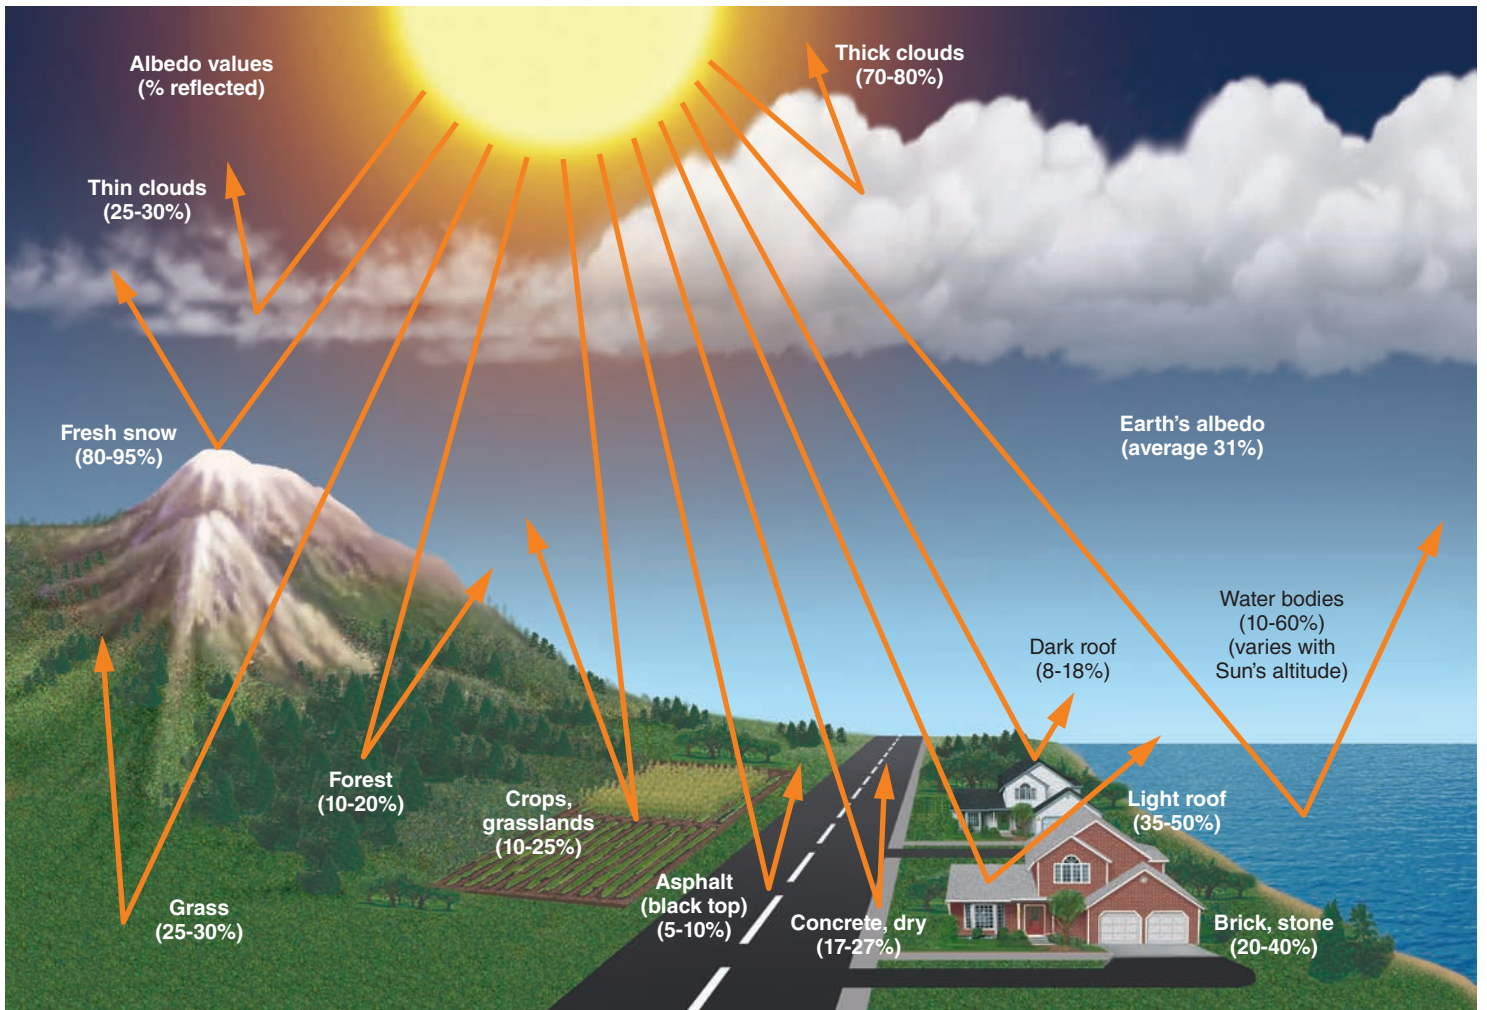 Albedo values
(% reflected)
Thick clouds
(70-80%)
Thin clouds
(25-30%)
Fresh snow
(80-95%)
Earth's albedo
(average 31%)
Water bodies
(10-60%)
(varies with
Sun's altitude)
Dark roof
(8-18%)
Forest
(10-20%)
Crops,
grasslands
(10-25%)
Light roof
(35-50%)
Asphalt
(black top)
(5-10%)
Grass
(25-30%)
Concrete, dry
(17-27%)
Brick, stone
(20-40%)